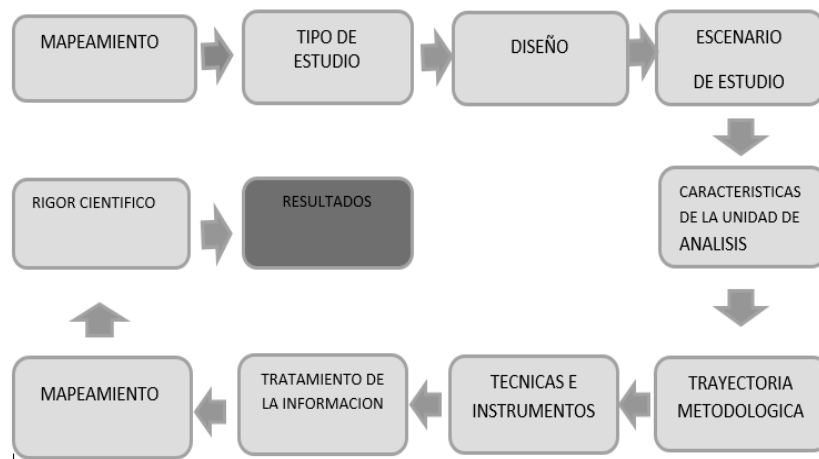 MAPEAMIENTO
TIPO DE
ESTUDIO
DISEÑO
ESCENARIO
DE ESTUDIO
CARACTERISTICAS
DE LA UNIDAD DE
ANALISIS
TRAYECTORIA
METODOLOGICA
TECNICAS E
INSTRUMENTOS
TRATAMIENTO DE
LA INFORMACION
MAPEAMIENTO
RIGOR CIENTIFICO
RESULTADOS